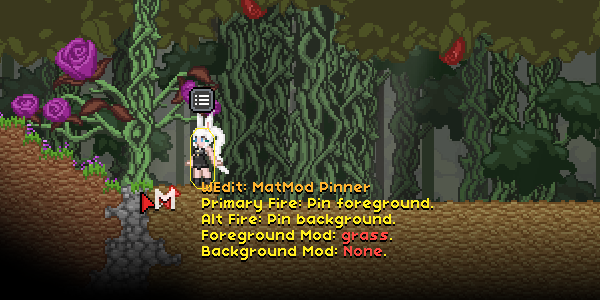 M
WEdit: MatMod Pinner
Primary Fire: Pin foreground.
Alt Fire: Pin background.
Foreground Mod: grass.
Background Mod: None.